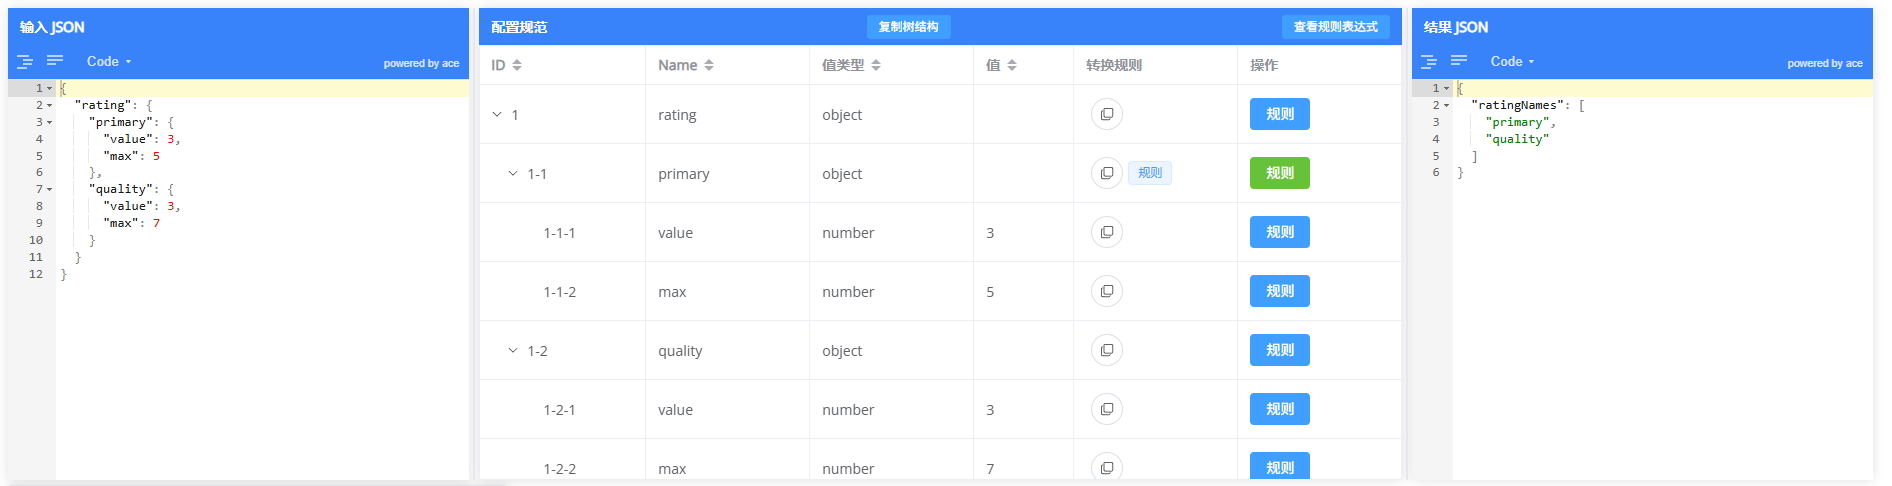 输入 JSON
Code
powered by ace
1 {
2 "rating": {
3 "primary": {
4 "value": 3,
5 "max": 5
6 },
7 "quality": {
8 "value": 3,
9 "max": 7
10 }
11 }
12 }
配置规范 复制树结构 查看规则表达式
ID Name 值类型 值 转换规则 操作
1 rating object 规则
1-1 primary object 规则 规则
1-1-1 value number 3 规则
1-1-2 max number 5 规则
1-2 quality object 规则
1-2-1 value number 3 规则
1-2-2 max number 7 规则
结果 JSON
Code
powered by ace
1 {
2 "ratingNames": [
3 "primary",
4 "quality"
5 ]
6 }